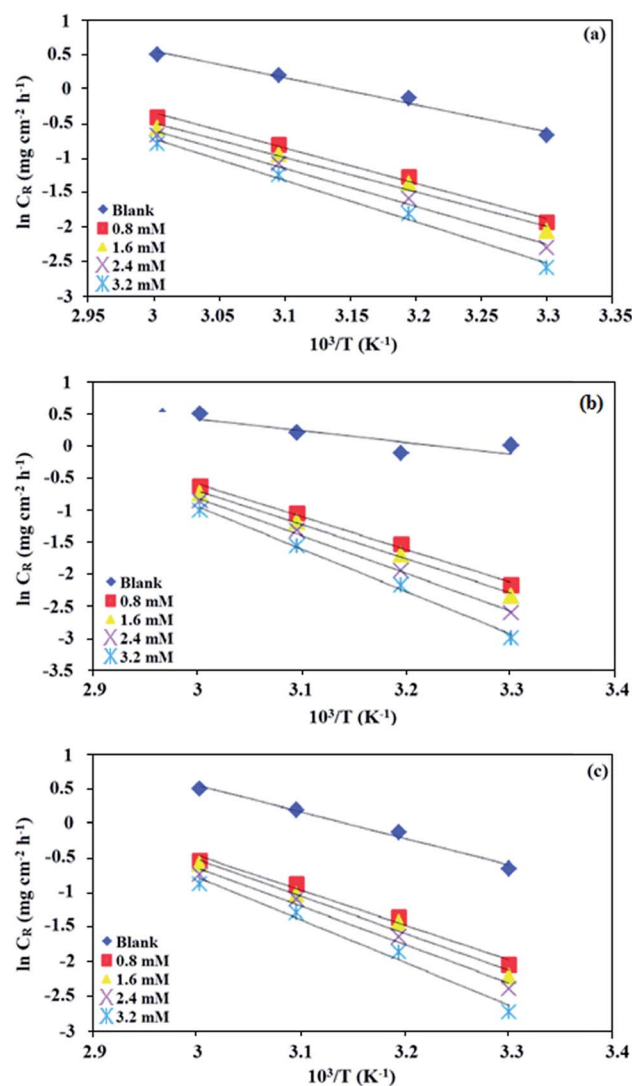 (a)
1
0.5
0
-0.5
-1
-1.5
-2
-2.5
-3
ln C_R (mg cm⁻² h⁻¹)
Blank
0.8 mM
1.6 mM
2.4 mM
3.2 mM
2.95 3 3.05 3.1 3.15 3.2 3.25 3.3 3.35
10³/T (K⁻¹)
(b)
1
0.5
0
-0.5
-1
-1.5
-2
-2.5
-3
-3.5
ln C_R (mg cm⁻² h⁻¹)
Blank
0.8 mM
1.6 mM
2.4 mM
3.2 mM
2.9 3 3.1 3.2 3.3 3.4
10³/T (K⁻¹)
(c)
1
0.5
0
-0.5
-1
-1.5
-2
-2.5
-3
ln C_R (mg cm⁻² h⁻¹)
Blank
0.8 mM
1.6 mM
2.4 mM
3.2 mM
2.9 3 3.1 3.2 3.3 3.4
10³/T (K⁻¹)